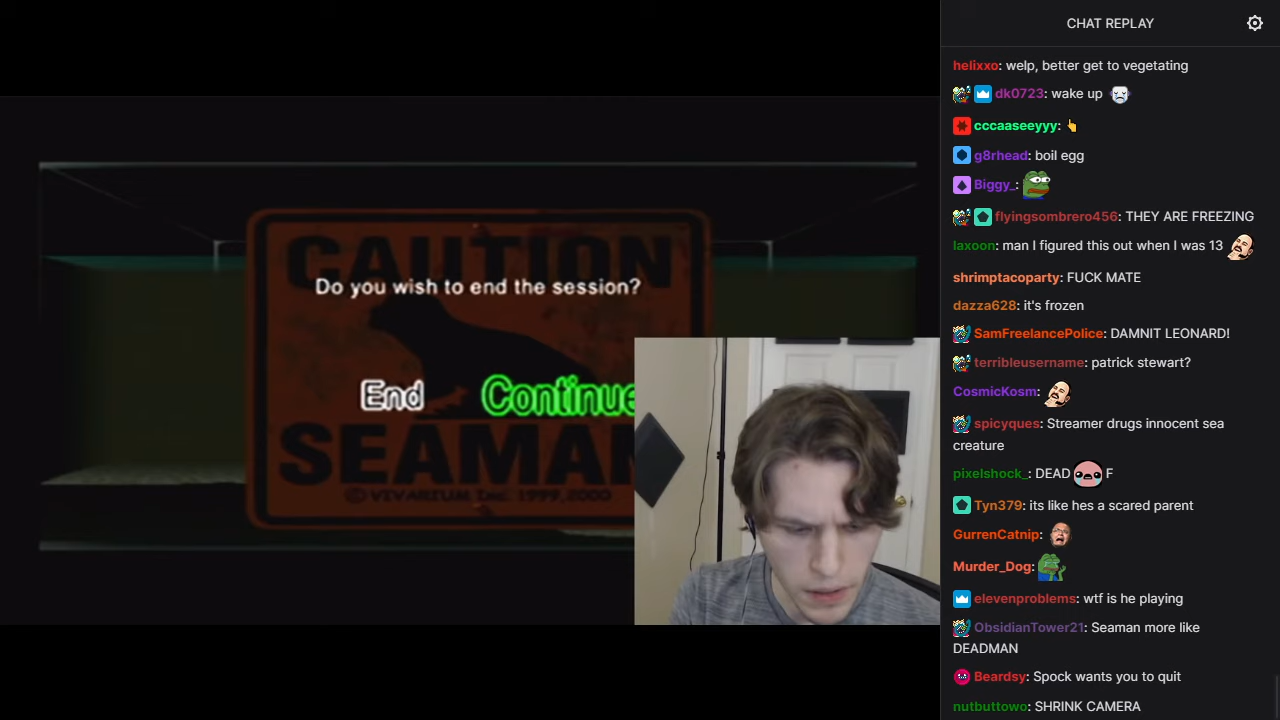 CHAT REPLAY
helixxo: welp, better get to vegetating
dk0723: wake up
cccaaseeyyy:
g8rhead: boil egg
Biggy_:
flyingsombrero456: THEY ARE FREEZING
laxoon: man I figured this out when I was 13
shrimptacoparty: FUCK MATE
dazza628: it's frozen
SamFreelancePolice: DAMNIT LEONARD!
terribleusername: patrick stewart?
CosmicKosm:
spicyques: Streamer drugs innocent sea
creature
pixelshock_: DEAD F
Tyn379: its like hes a scared parent
GurrenCatnip:
Murder_Dog:
elevenproblems: wtf is he playing
ObsidianTower21: Seaman more like
DEADMAN
Beardsy: Spock wants you to quit
nutbuttowo: SHRINK CAMERA
CAUTION
Do you wish to end the session?
End Continue
SEAMAN
© VIVARIUM Inc. 1999,2000